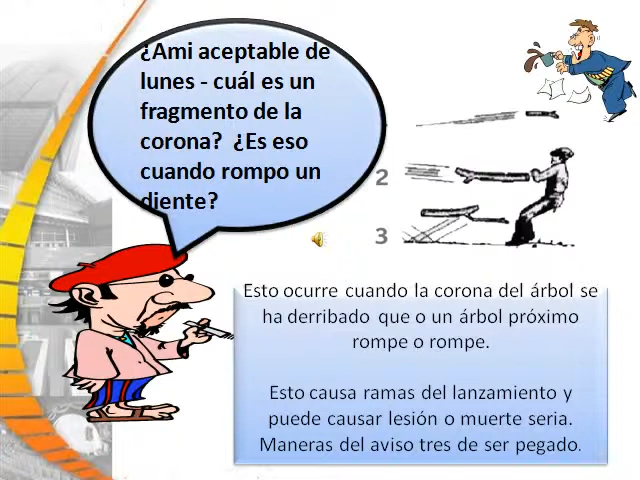 ¿Ami aceptable de
lunes - cuál es un
fragmento de la
corona? ¿Es eso
cuando rompo un
diente?
2
3
Esto ocurre cuando la corona del árbol se
ha derribado que o un árbol próximo
rompe o rompe.
Esto causa ramas del lanzamiento y
puede causar lesión o muerte seria.
Maneras del aviso tres de ser pegado.